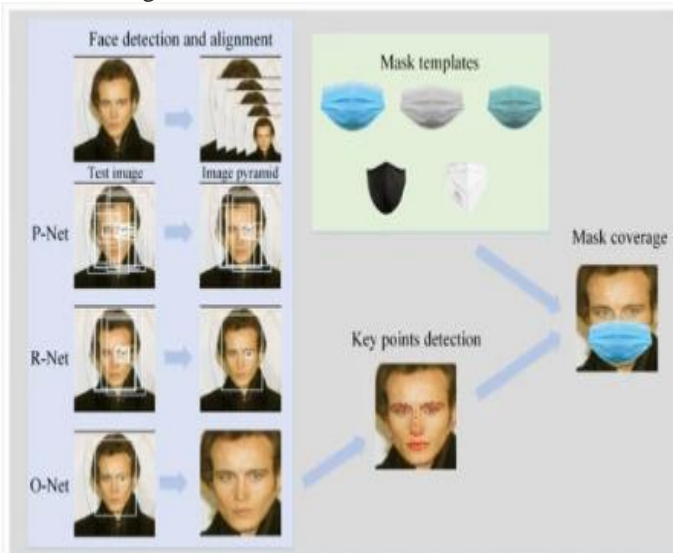 Face detection and alignment
Mask templates
Test image
Image pyramid
P-Net
Mask coverage
R-Net
Key points detection
O-Net